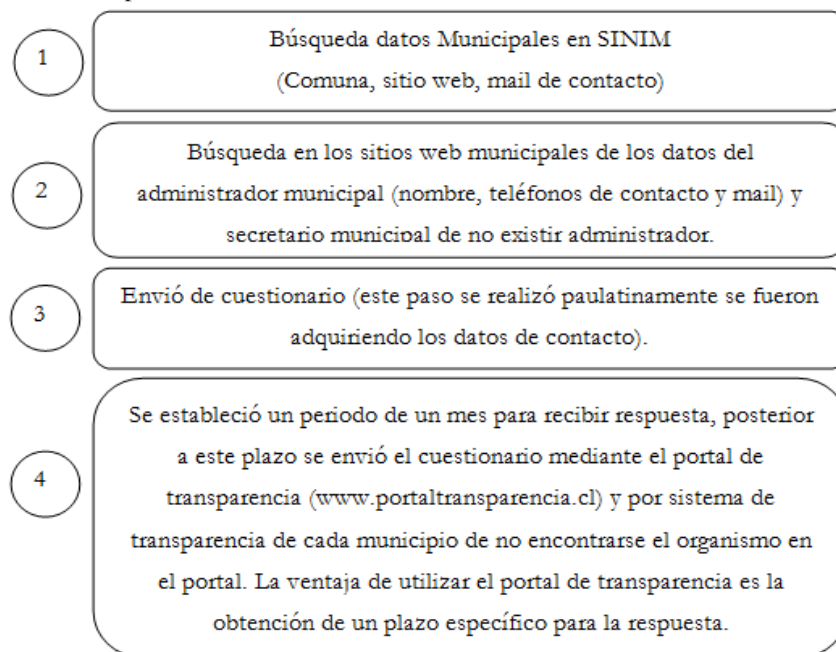 1
Búsqueda datos Municipales en SINIM
(Comuna, sitio web, mail de contacto)
2
Búsqueda en los sitios web municipales de los datos del
administrador municipal (nombre, teléfonos de contacto y mail) y
secretario municipal de no existir administrador.
3
Envió de cuestionario (este paso se realizó paulatinamente se fueron
adquiriendo los datos de contacto).
4
Se estableció un periodo de un mes para recibir respuesta, posterior
a este plazo se envió el cuestionario mediante el portal de
transparencia (www.portaltransparencia.cl) y por sistema de
transparencia de cada municipio de no encontrarse el organismo en
el portal. La ventaja de utilizar el portal de transparencia es la
obtención de un plazo específico para la respuesta.